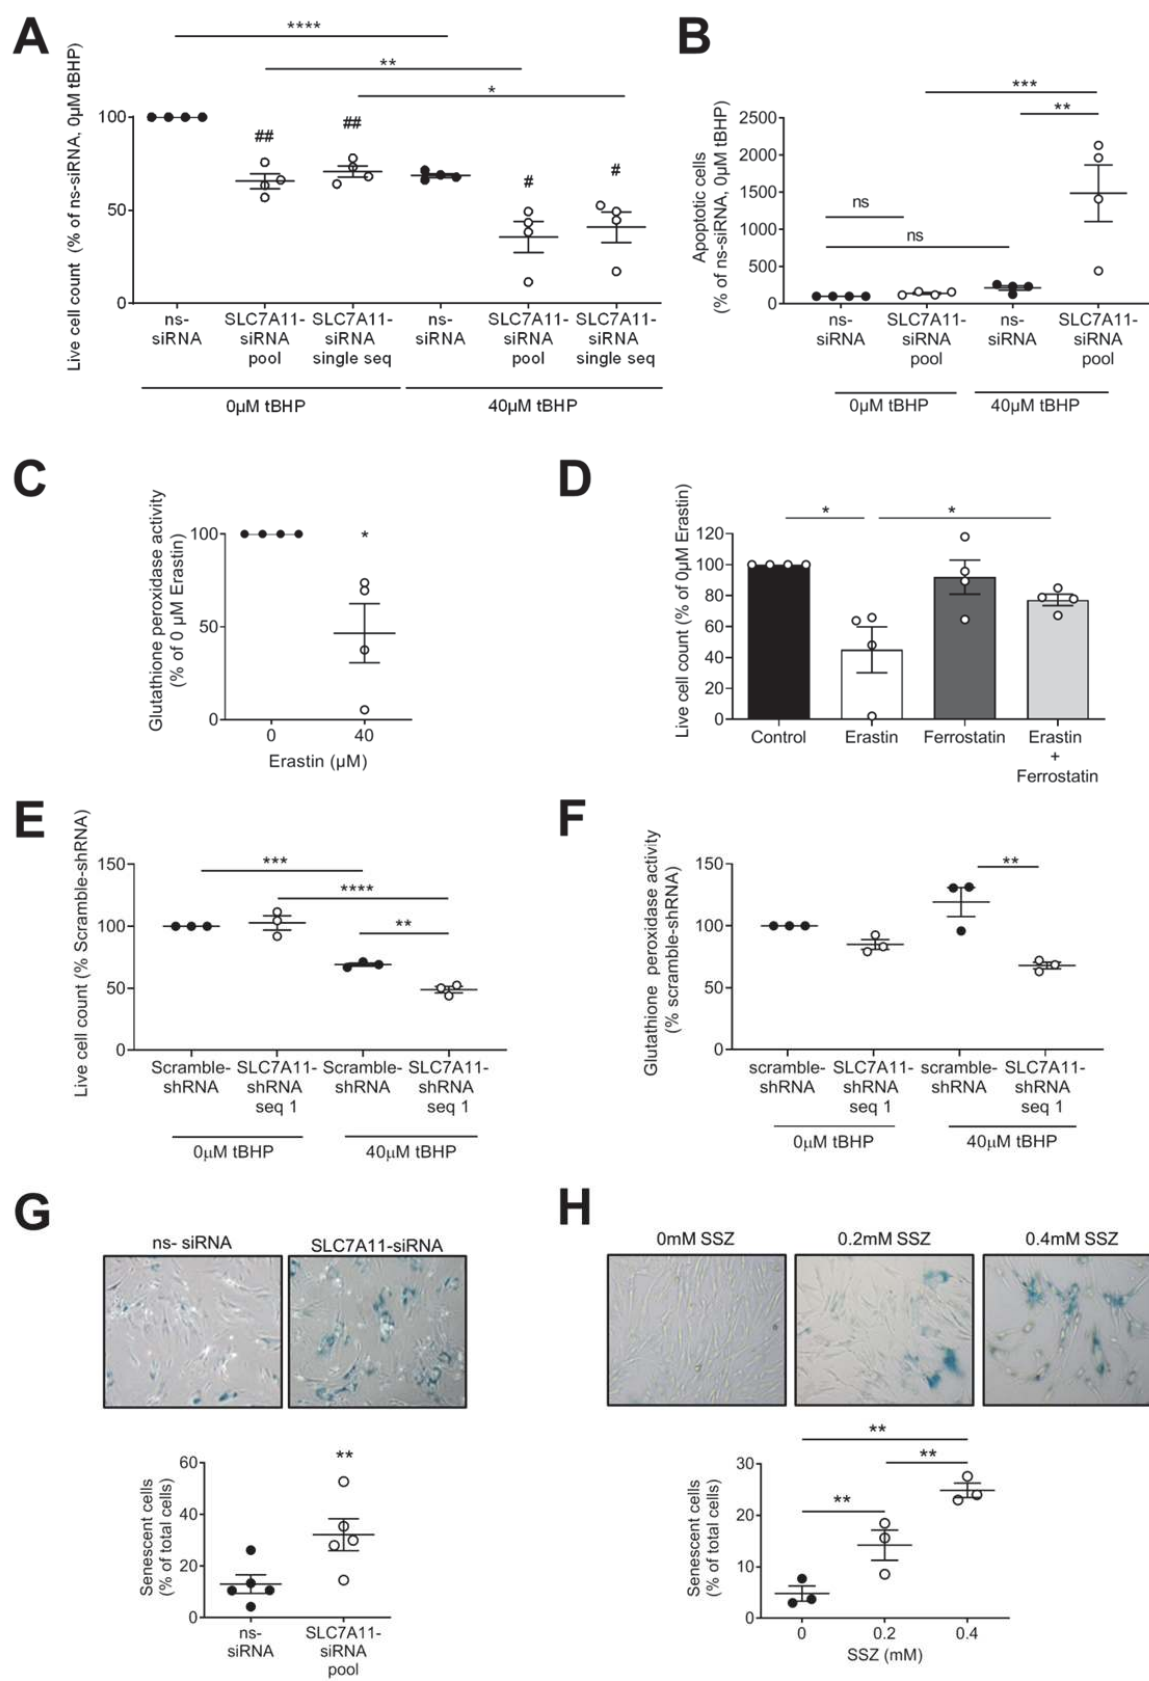 A
Live cell count (% of ns-siRNA, 0µM tBHP)
****
**
*
100
50
0
##
##
#
#
ns-
siRNA
SLC7A11-
siRNA
pool
SLC7A11-
siRNA
single seq
ns-
siRNA
SLC7A11-
siRNA
pool
SLC7A11-
siRNA
single seq
0µM tBHP
40µM tBHP
B
Apoptotic cells
(% of ns-siRNA, 0µM tBHP)
2500
2000
1500
1000
500
0
***
**
ns
ns
ns-
siRNA
SLC7A11-
siRNA
pool
ns-
siRNA
SLC7A11-
siRNA
pool
0µM tBHP
40µM tBHP
C
Glutathione peroxidase activity
(% of 0 µM Erastin)
100
50
0
*
0
40
Erastin (µM)
D
Live cell count (% of 0µM Erastin)
120
100
80
60
40
20
0
*
*
Control
Erastin
Ferrostatin
Erastin
+
Ferrostatin
E
Live cell count (% Scramble-shRNA)
150
100
50
0
***
****
**
Scramble-
shRNA
SLC7A11-
shRNA
seq 1
Scramble-
shRNA
SLC7A11-
shRNA
seq 1
0µM tBHP
40µM tBHP
F
Glutathione peroxidase activity
(% scramble-shRNA)
150
100
50
0
**
scramble-
shRNA
SLC7A11-
shRNA
seq 1
scramble-
shRNA
SLC7A11-
shRNA
seq 1
0µM tBHP
40µM tBHP
G
ns- siRNA
SLC7A11-siRNA
Senescent cells
(% of total cells)
60
40
20
0
**
ns-
siRNA
SLC7A11-
siRNA
pool
H
0mM SSZ
0.2mM SSZ
0.4mM SSZ
Senescent cells
(% of total cells)
30
20
10
0
**
**
**
0
0.2
0.4
SSZ (mM)